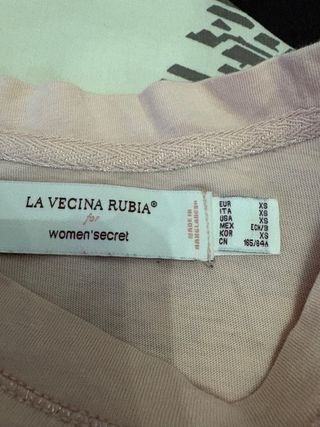 LA VECINA RUBIA®
for
women'secret
MADE IN
BANGLADESH
EUR XS
ITA XS
USA XS
MEX ECH/B
KOR XS
CN 165/84A